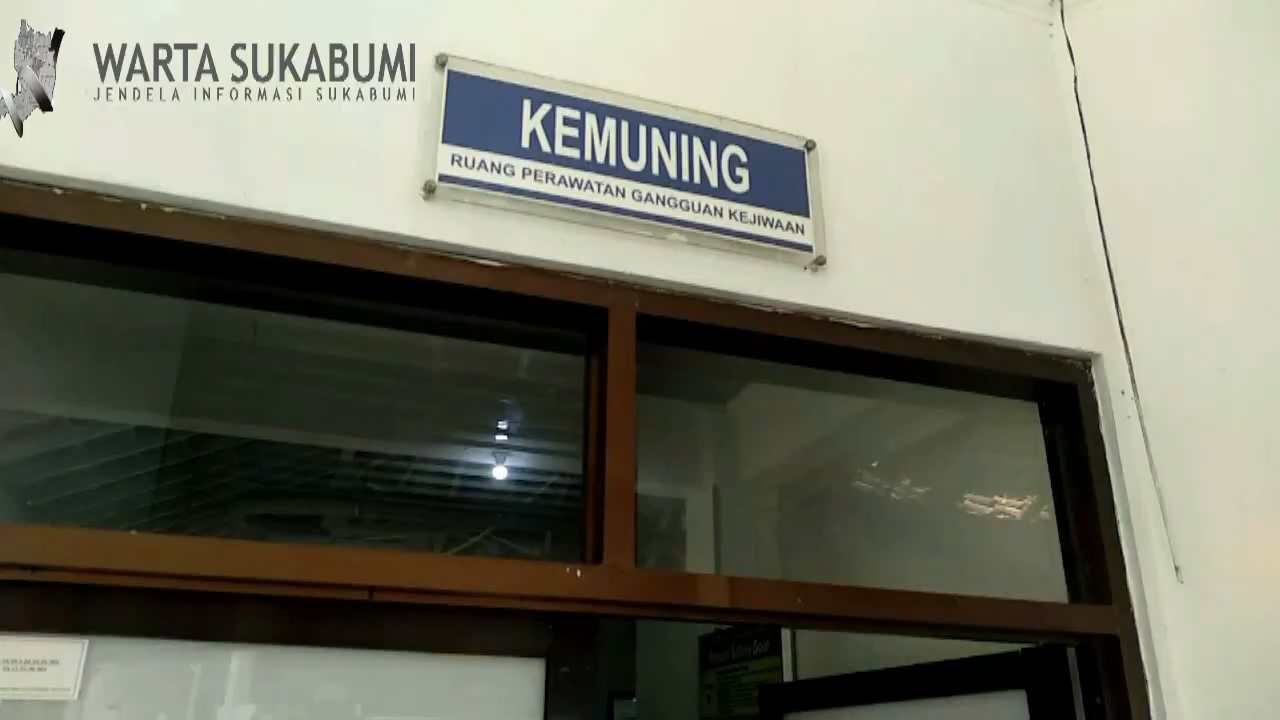 WARTA SUKABUMI
JENDELA INFORMASI SUKABUMI
KEMUNING
RUANG PERAWATAN GANGGUAN KEJIWAAN